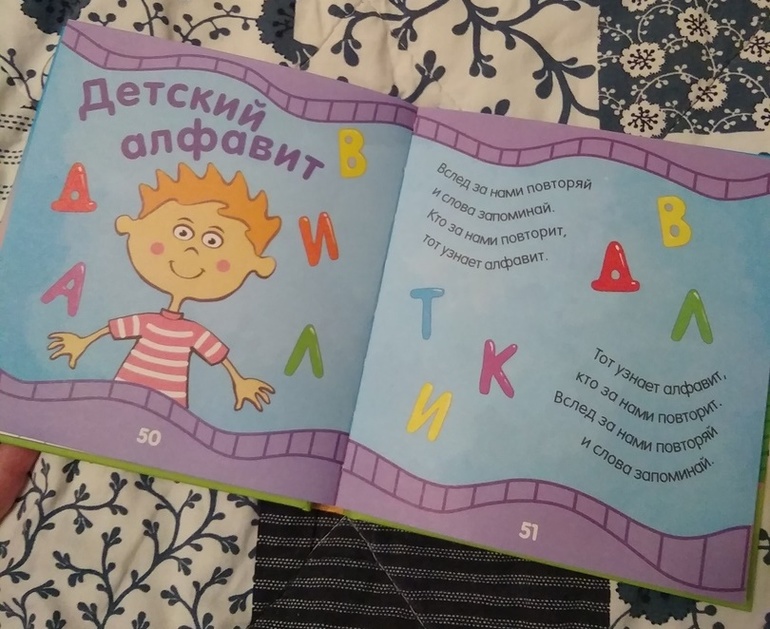 Детский
алфавит
В
Д
И
А
Л
50
Вслед за нами повторяй
и слова запоминай.
Кто за нами повторит,
тот узнает алфавит.
В
Д
Т
Л
К
И
Тот узнает алфавит,
кто за нами повторит.
Вслед за нами повторяй
и слова запоминай.
51